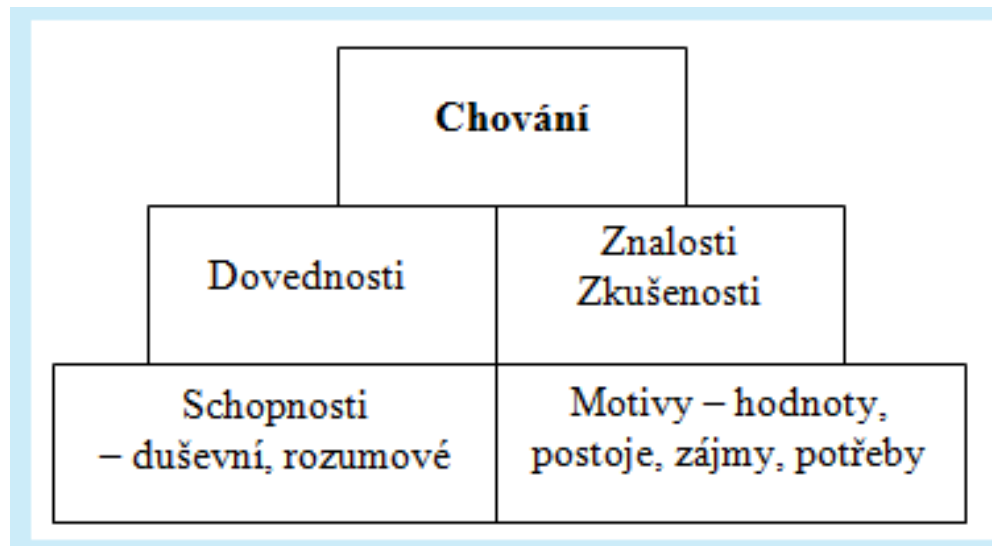 Chování
Dovednosti
Znalosti
Zkušenosti
Schopnosti
– duševní, rozumové
Motivy – hodnoty,
postoje, zájmy, potřeby